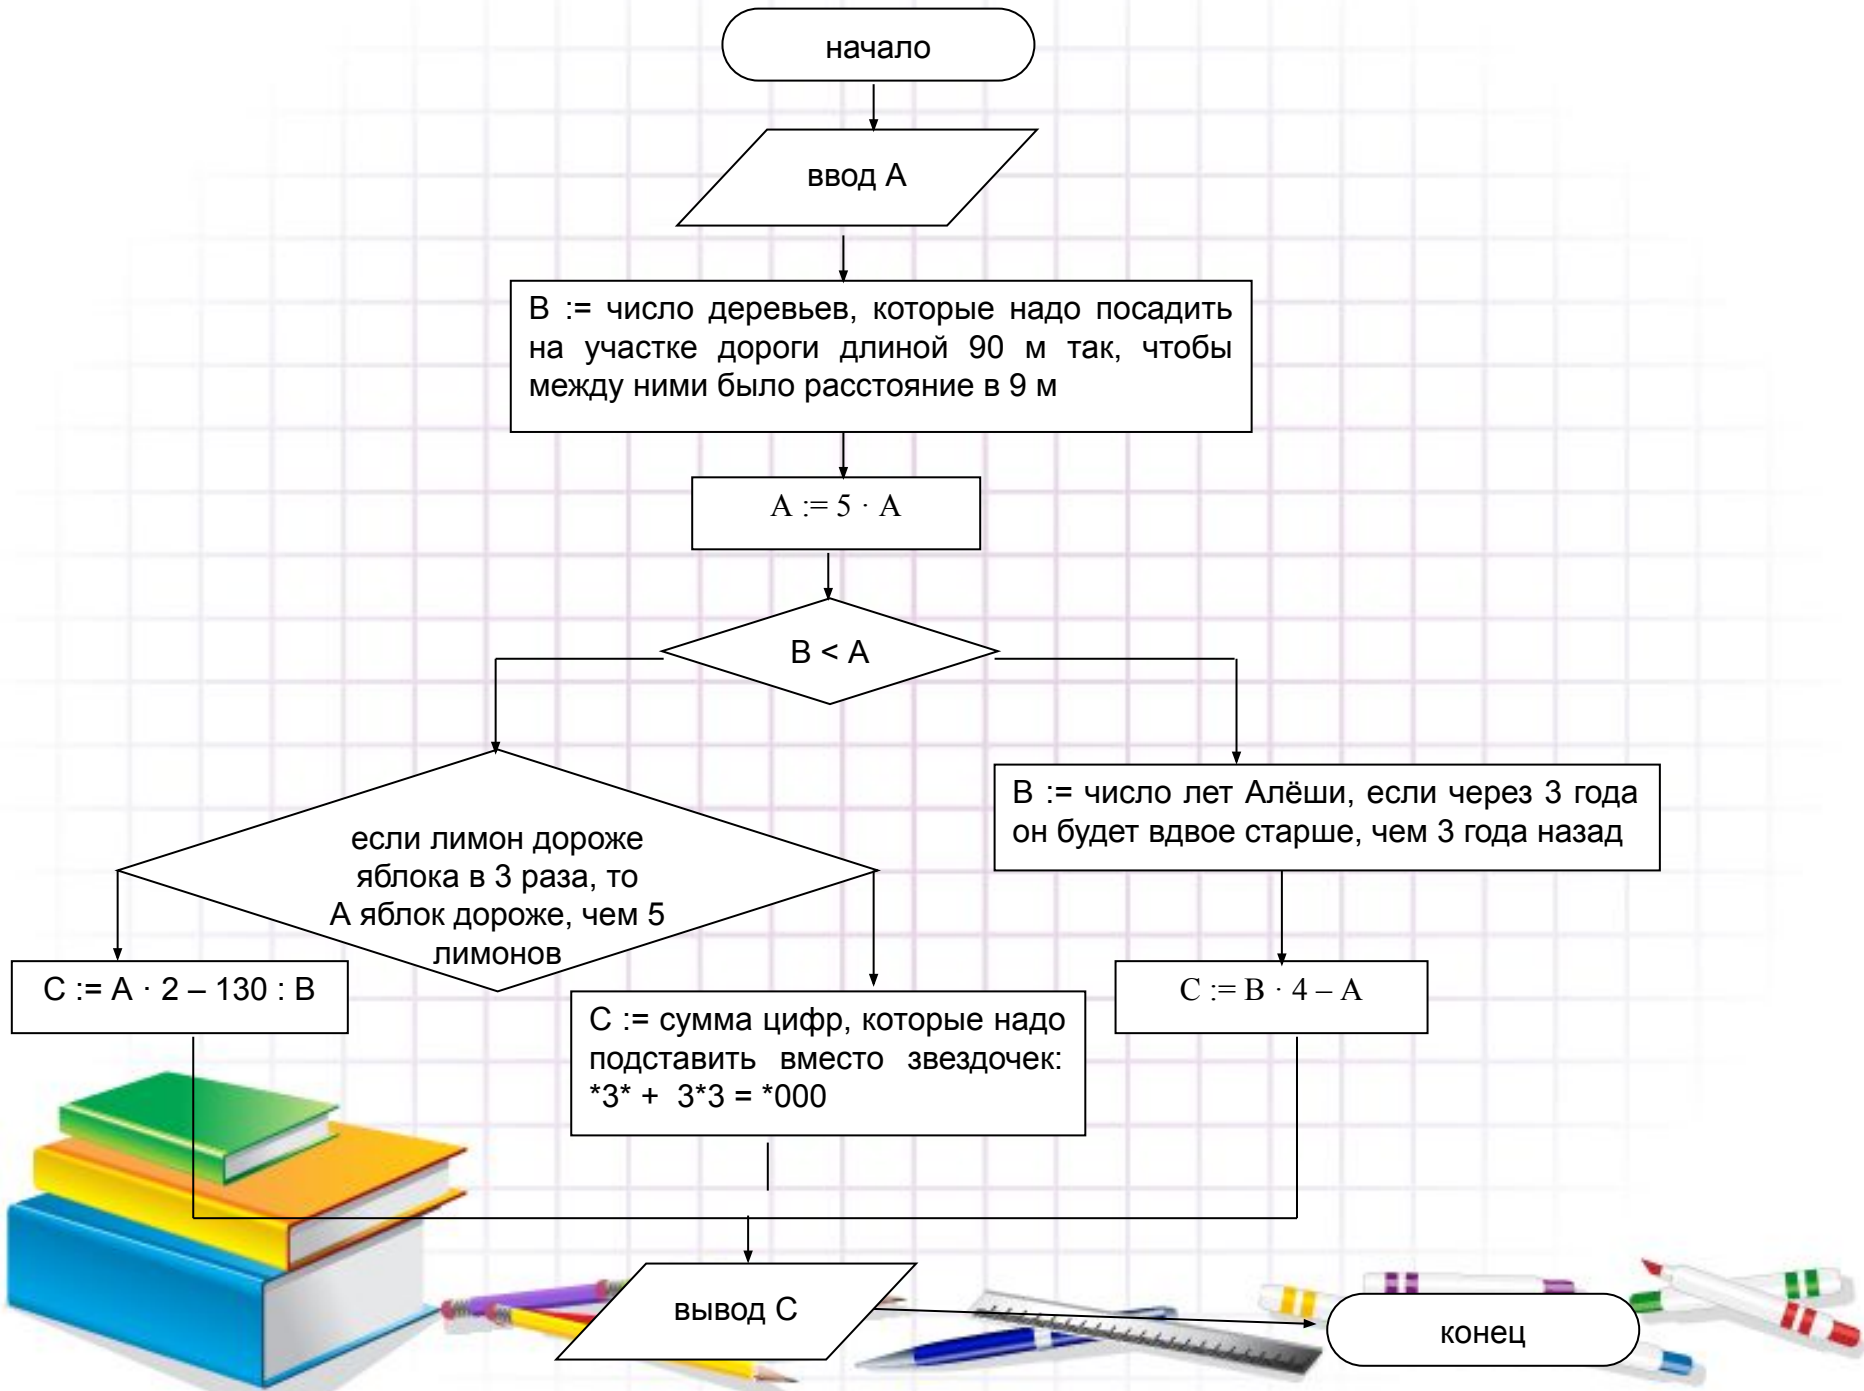 начало
ввод А
В := число деревьев, которые надо посадить
на участке дороги длиной 90 м так, чтобы
между ними было расстояние в 9 м
А := 5 · А
В < А
если лимон дороже
яблока в 3 раза, то
А яблок дороже, чем 5
лимонов
В := число лет Алёши, если через 3 года
он будет вдвое старше, чем 3 года назад
С := А · 2 – 130 : В
С := сумма цифр, которые надо
подставить вместо звездочек:
*3* + 3*3 = *000
С := В · 4 – А
вывод С
конец